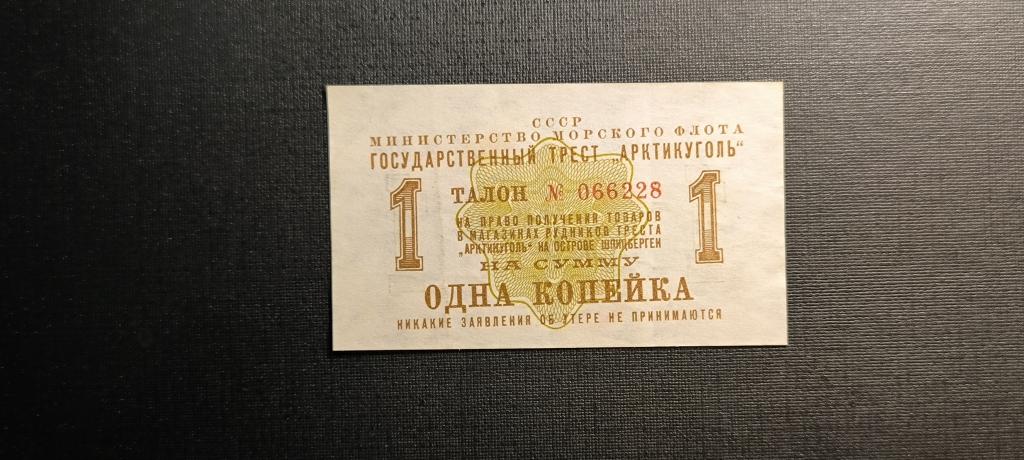 СССР
МИНИСТЕРСТВО МОРСКОГО ФЛОТА
ГОСУДАРСТВЕННЫЙ ТРЕСТ „АРКТИКУГОЛЬ“
1 ТАЛОН № 066228 1
НА ПРАВО ПОЛУЧЕНИЯ ТОВАРОВ
В МАГАЗИНАХ РУДНИКОВ ТРЕСТА
„АРКТИКУГОЛЬ“ НА ОСТРОВЕ ШПИЦБЕРГЕН
НА СУММУ
ОДНА КОПЕЙКА
НИКАКИЕ ЗАЯВЛЕНИЯ ОБ УТЕРЕ НЕ ПРИНИМАЮТСЯ